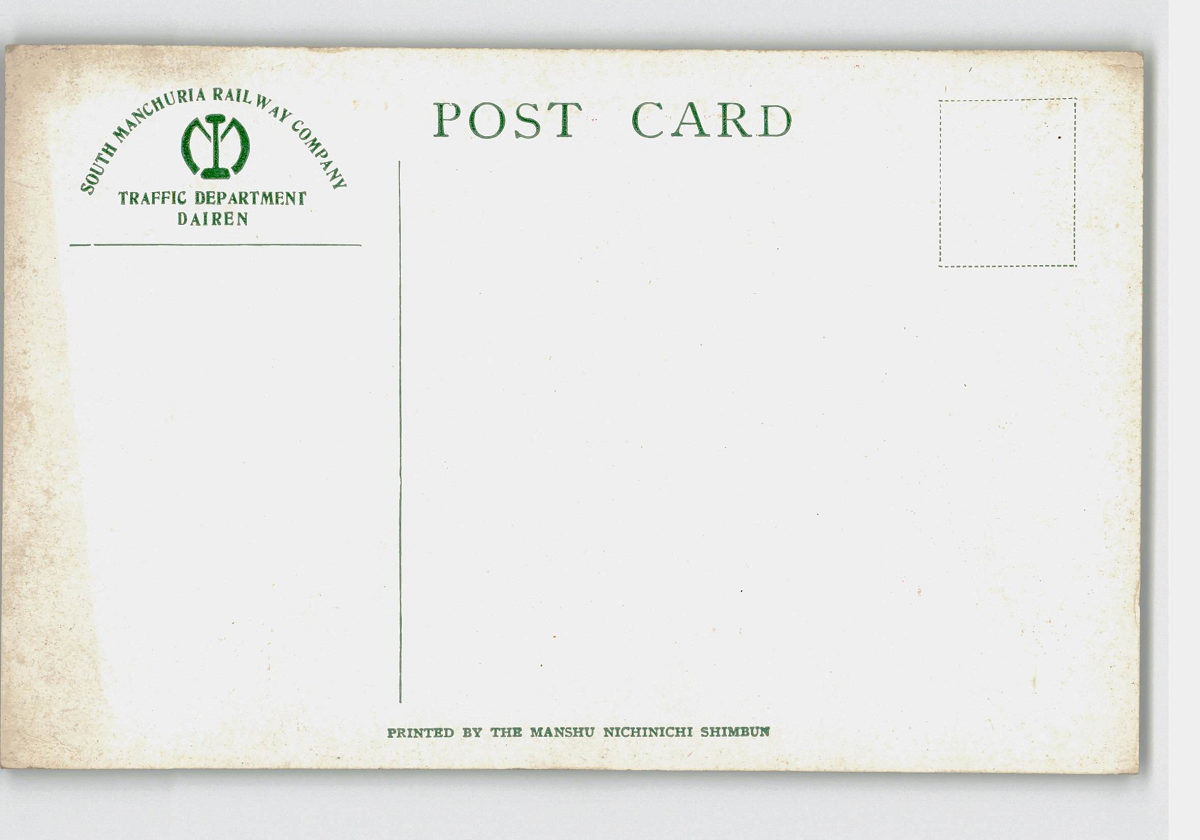 SOUTH MANCHURIA RAILWAY COMPANY
TRAFFIC DEPARTMENT
DAIREN
POST CARD
PRINTED BY THE MANSHU NICHINICHI SHIMBUN